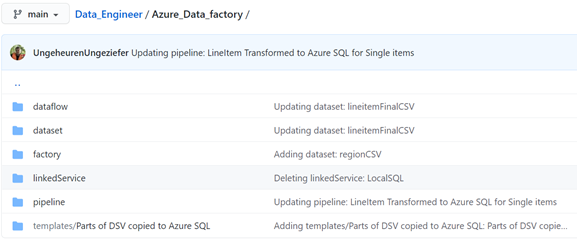 main
Data_Engineer / Azure_Data_factory /
UngeheurenUngeziefer Updating pipeline: LineItem Transformed to Azure SQL for Single items
..
dataflow Updating dataset: lineitemFinalCSV
dataset Updating dataset: lineitemFinalCSV
factory Adding dataset: regionCSV
linkedService Deleting linkedService: LocalSQL
pipeline Updating pipeline: LineItem Transformed to Azure SQL for Single items
templates/Parts of DSV copied to Azure SQL Adding templates/Parts of DSV copied to Azure SQL: Parts of DSV copie...